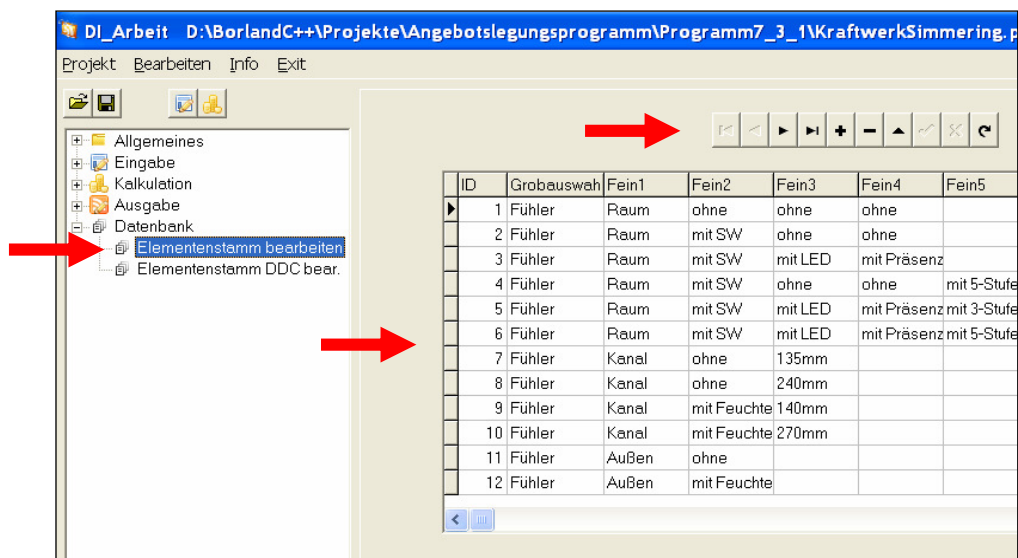 DI_Arbeit D:\BorlandC++\Projekte\Angebotslegungsprogramm\Programm7_3_1\KraftwerkSimmering.p
Projekt Bearbeiten Info Exit
Allgemeines
Eingabe
Kalkulation
Ausgabe
Datenbank
Elementenstamm bearbeiten
Elementenstamm DDC bear.
ID Grobauswah Fein1 Fein2 Fein3 Fein4 Fein5
1 Fühler Raum ohne ohne ohne
2 Fühler Raum mit SW ohne ohne
3 Fühler Raum mit SW mit LED mit Präsenz
4 Fühler Raum mit SW ohne ohne mit 5-Stufe
5 Fühler Raum mit SW mit LED mit Präsenz mit 3-Stufe
6 Fühler Raum mit SW mit LED mit Präsenz mit 5-Stufe
7 Fühler Kanal ohne 135mm
8 Fühler Kanal ohne 240mm
9 Fühler Kanal mit Feuchte 140mm
10 Fühler Kanal mit Feuchte 270mm
11 Fühler Außen ohne
12 Fühler Außen mit Feuchte